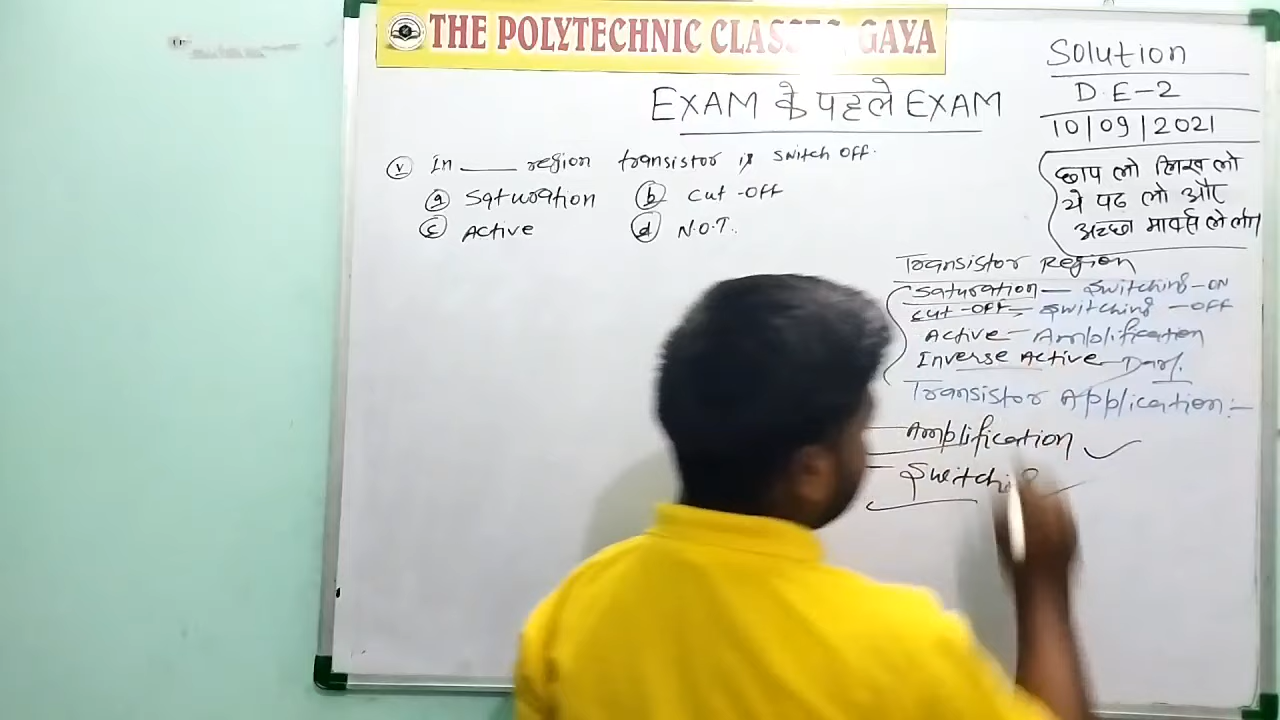 THE POLYTECHNIC CLASSES, GAYA
EXAM के पहले EXAM
Solution
D.E-2
10/09/2021
छाप लो लिख लो
ये पढ़ लो और
अच्छा मार्क्स ले लो।
(v) In ____ region transistor is switch off.
(a) Saturation (b) Cut-off
(c) Active (d) N.O.T.
Transistor Region
Saturation — Switching-ON
Cut-OFF — Switching -OFF
Active — Amplification
Inverse Active —
Transistor Application:-
Amplification